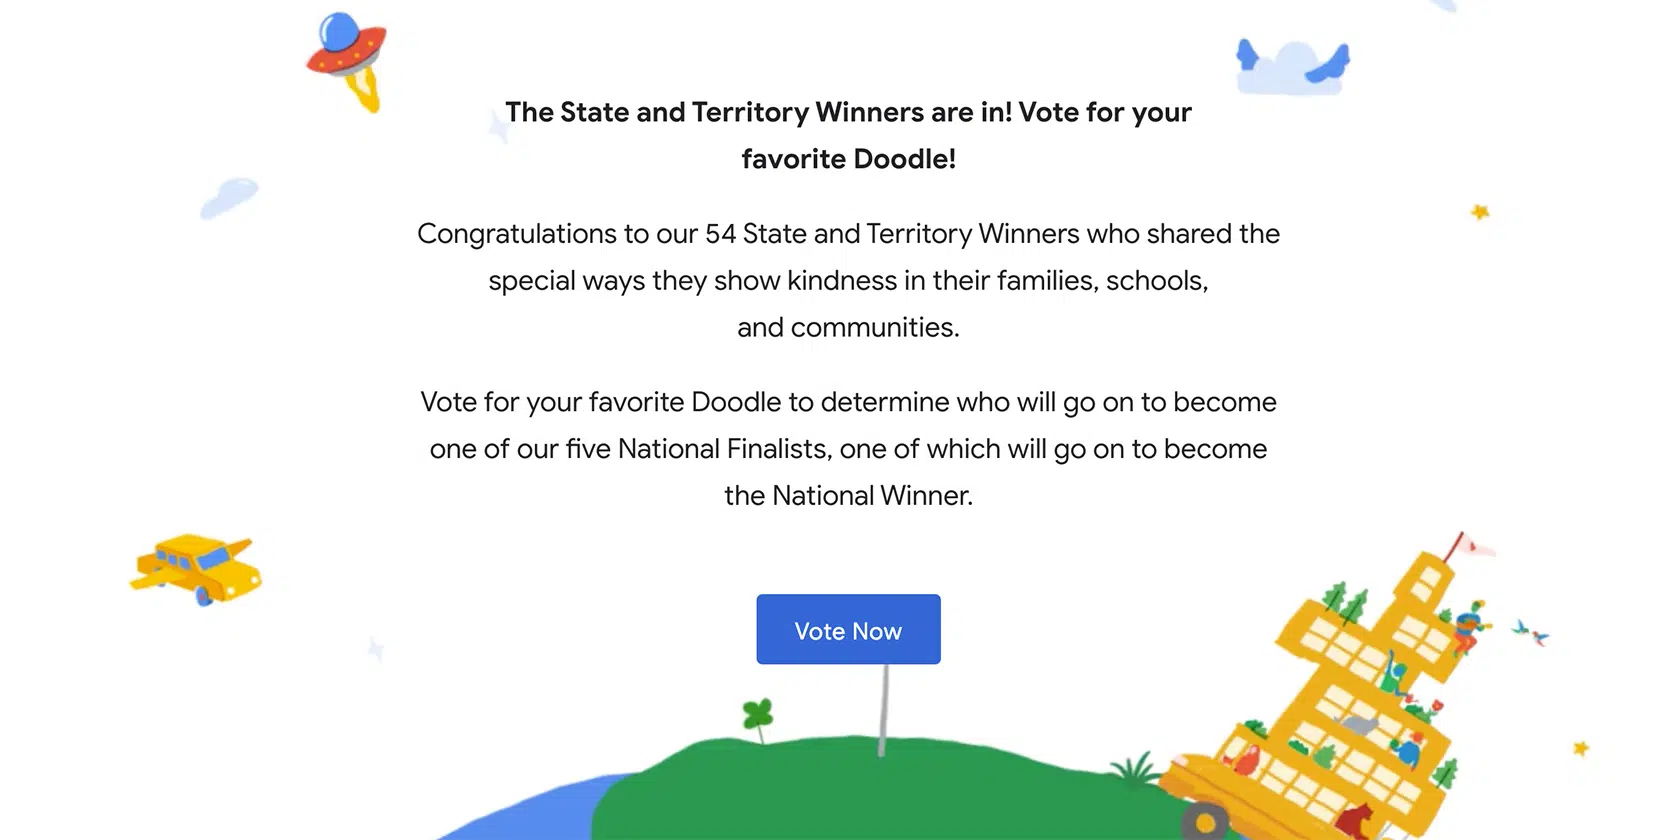 The State and Territory Winners are in! Vote for your
favorite Doodle!
Congratulations to our 54 State and Territory Winners who shared the
special ways they show kindness in their families, schools,
and communities.
Vote for your favorite Doodle to determine who will go on to become
one of our five National Finalists, one of which will go on to become
the National Winner.
Vote Now